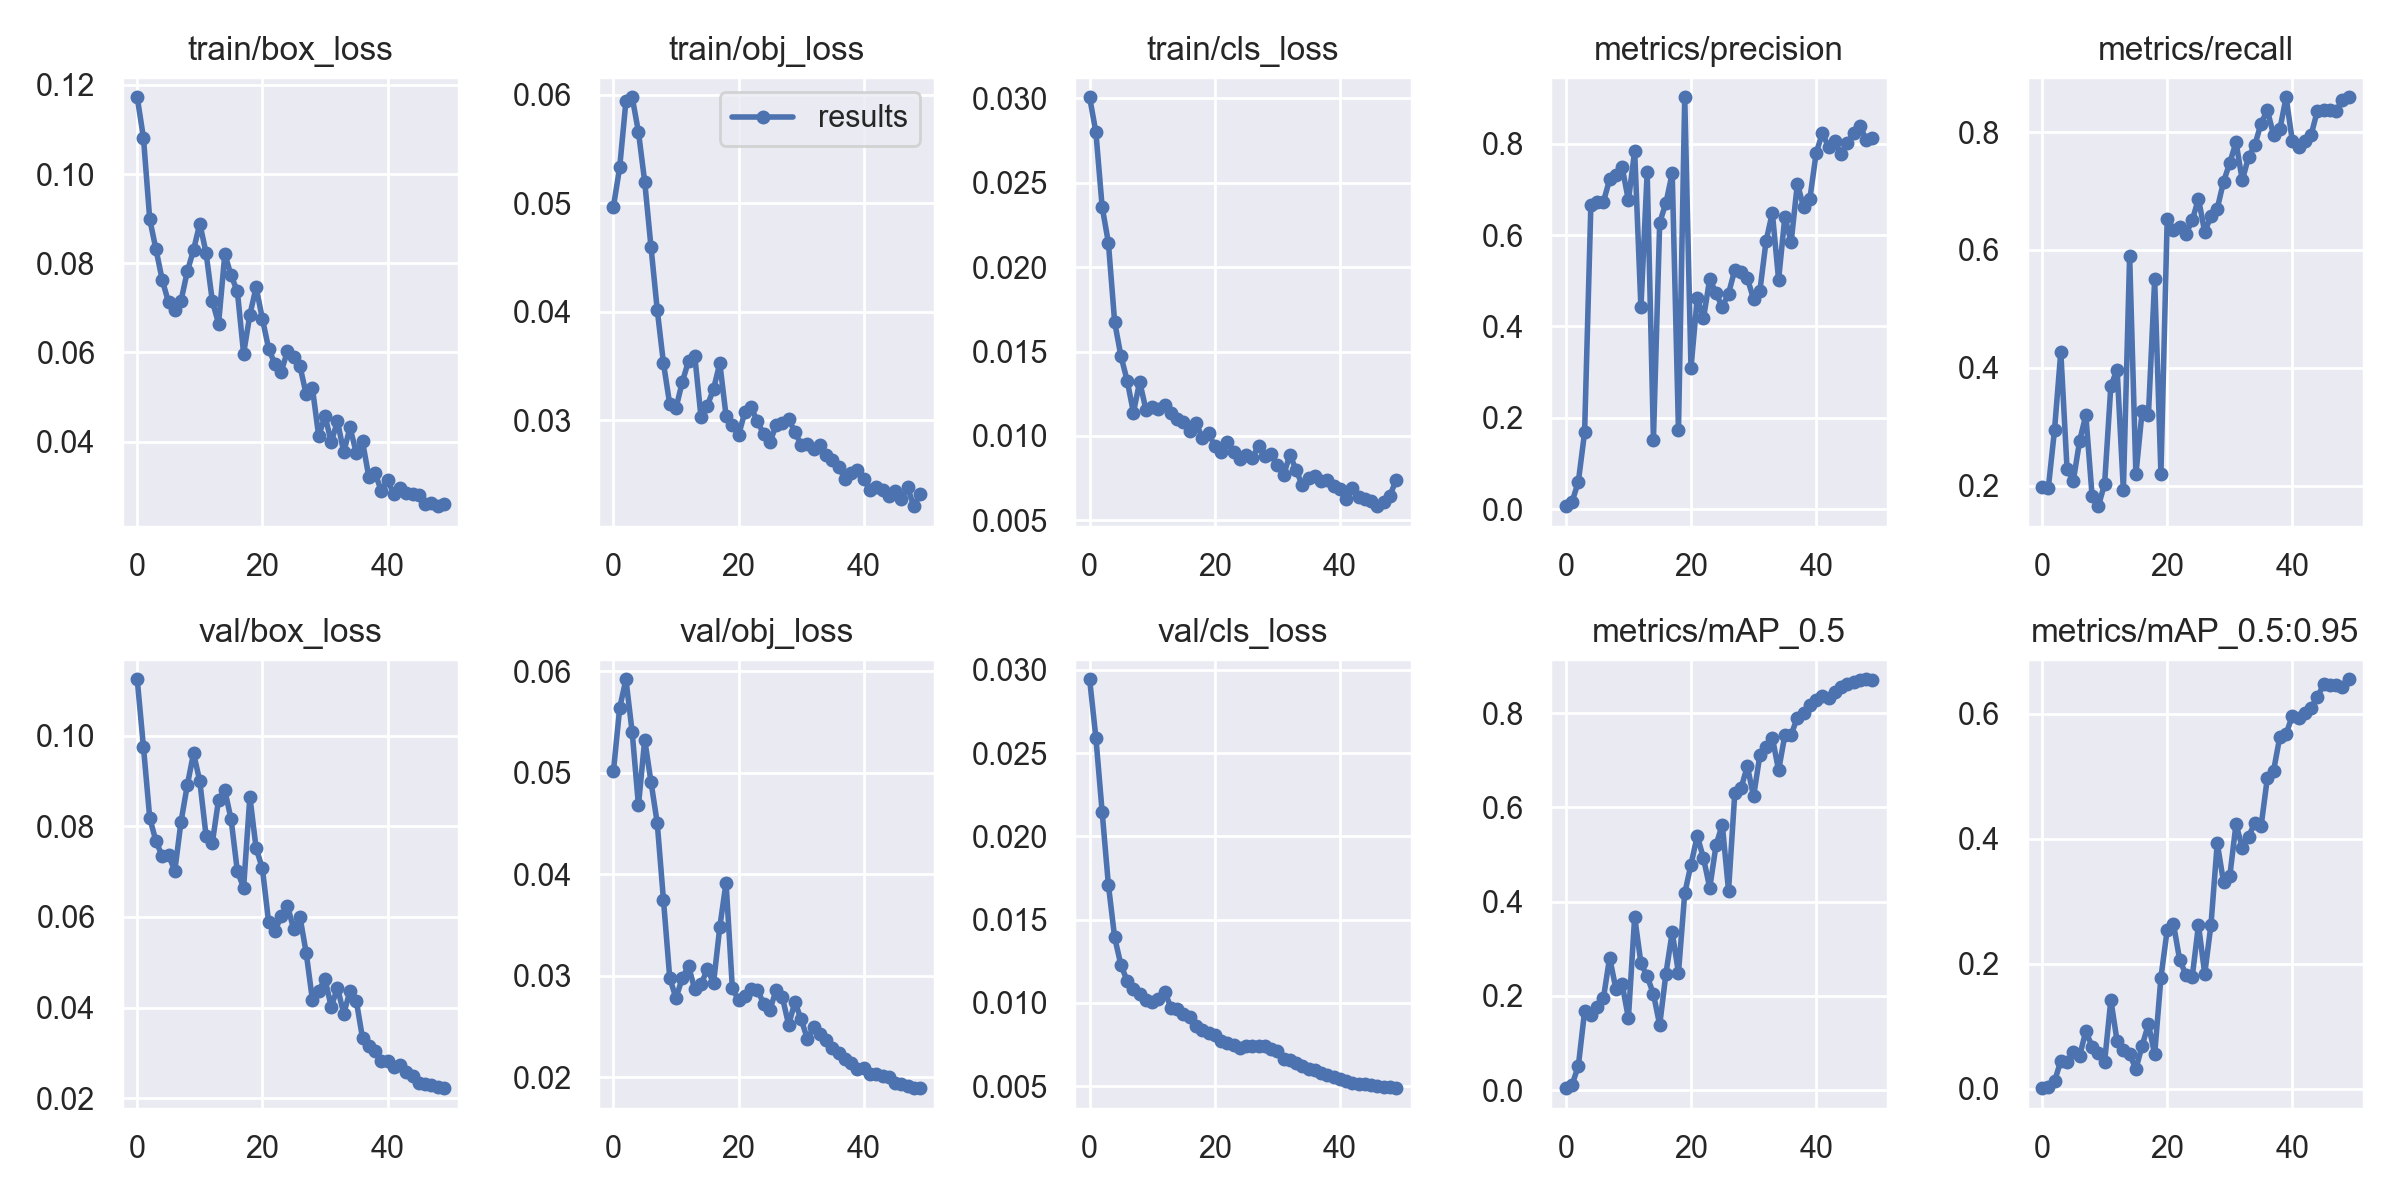 train/box_loss
0.12
0.10
0.08
0.06
0.04
0 20 40
train/obj_loss
results
0.06
0.05
0.04
0.03
0 20 40
train/cls_loss
0.030
0.025
0.020
0.015
0.010
0.005
0 20 40
metrics/precision
0.8
0.6
0.4
0.2
0.0
0 20 40
metrics/recall
0.8
0.6
0.4
0.2
0 20 40
val/box_loss
0.10
0.08
0.06
0.04
0.02
0 20 40
val/obj_loss
0.06
0.05
0.04
0.03
0.02
0 20 40
val/cls_loss
0.030
0.025
0.020
0.015
0.010
0.005
0 20 40
metrics/mAP_0.5
0.8
0.6
0.4
0.2
0.0
0 20 40
metrics/mAP_0.5:0.95
0.6
0.4
0.2
0.0
0 20 40